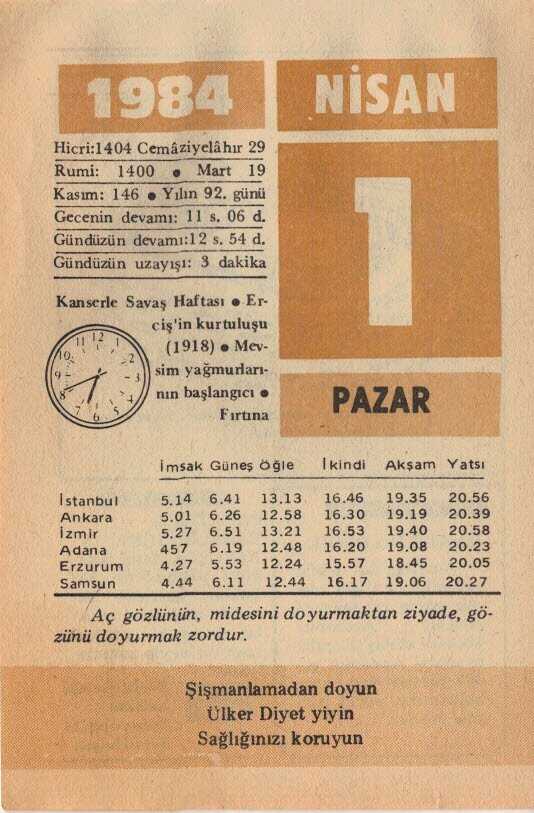 1984
NİSAN
Hicri:1404 Cemâziyelâhır 29
Rumi: 1400 • Mart 19
Kasım: 146 • Yılın 92. günü
Gecenin devamı: 11 s. 06 d.
Gündüzün devamı:12 s. 54 d.
Gündüzün uzayışı: 3 dakika
1
Kanserle Savaş Haftası • Er-
ciş'in kurtuluşu
(1918) • Mev-
sim yağmurları-
nın başlangıcı •
Fırtına
PAZAR
İmsak Güneş Öğle İkindi Akşam Yatsı
İstanbul 5.14 6.41 13.13 16.46 19.35 20.56
Ankara 5.01 6.26 12.58 16.30 19.19 20.39
İzmir 5.27 6.51 13.21 16.53 19.40 20.58
Adana 457 6.19 12.48 16.20 19.08 20.23
Erzurum 4.27 5.53 12.24 15.57 18.45 20.05
Samsun 4.44 6.11 12.44 16.17 19.06 20.27
Aç gözlünün, midesini doyurmaktan ziyade, gö-
zünü doyurmak zordur.
Şişmanlamadan doyun
Ülker Diyet yiyin
Sağlığınızı koruyun